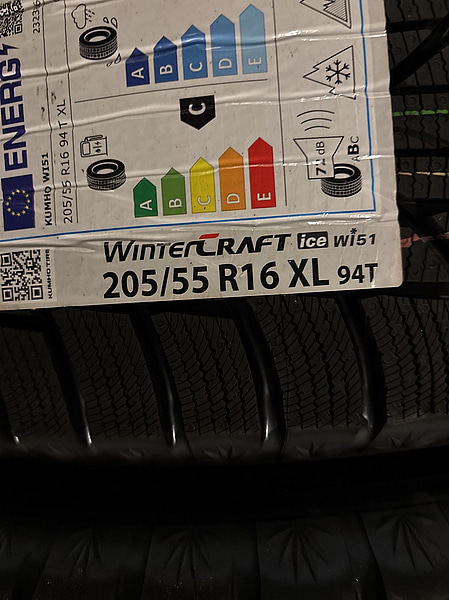 ENERG
KUMHO WI51
205/55 R16 94 T XL
A
B
C
D
E
C
A
B
C
D
E
dB
ABC
KUMHO TIRE
WINTERCRAFT ice Wi51
205/55 R16 XL 94T